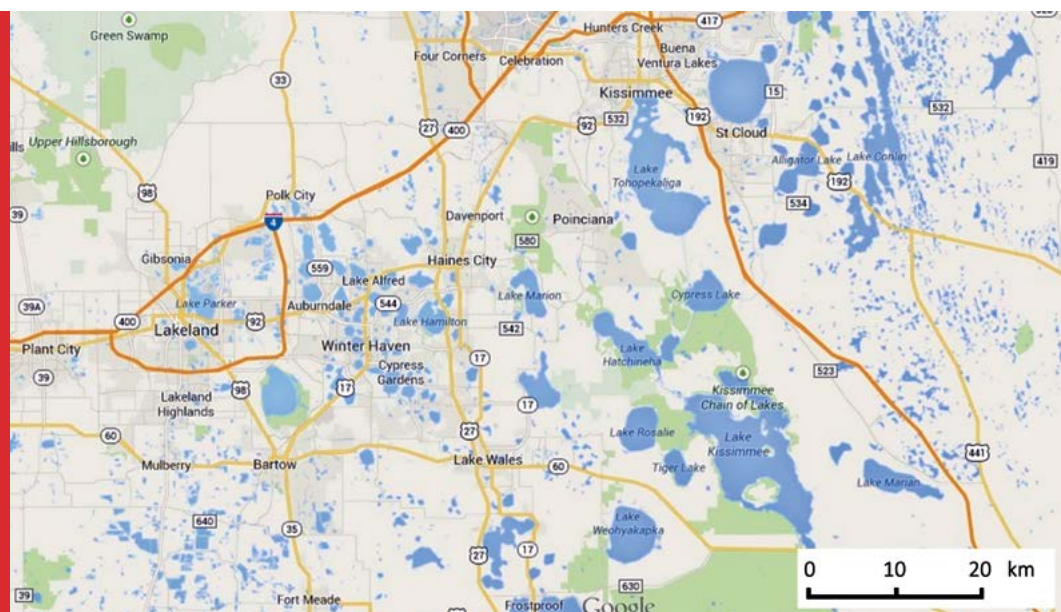 Green Swamp
Hunters Creek
417
Four Corners
Celebration
Buena
Ventura Lakes
33
Kissimmee
15
27
400
92
532
192
St Cloud
532
Upper Hillsborough
98
Alligator Lake
Lake Conlin
419
Lake
Tohopekaliga
192
39
Polk City
4
Davenport
Poinciana
534
580
Gibsonia
559
Haines City
Lake Alfred
39A
Lake Parker
Auburndale
544
Lake Marion
Cypress Lake
400
Lakeland
92
Lake Hamilton
542
Plant City
Winter Haven
Lake
Hatchineha
39
17
Cypress
Gardens
523
98
17
Kissimmee
Chain of Lakes
Lakeland
Highlands
17
60
27
Lake Rosalie
Lake
Kissimmee
441
Mulberry
Bartow
Lake Wales
60
Tiger Lake
Lake Marian
640
35
Lake
Weohyakapka
27
17
0 10 20 km
39
630
Fort Meade
Frostproof
Google